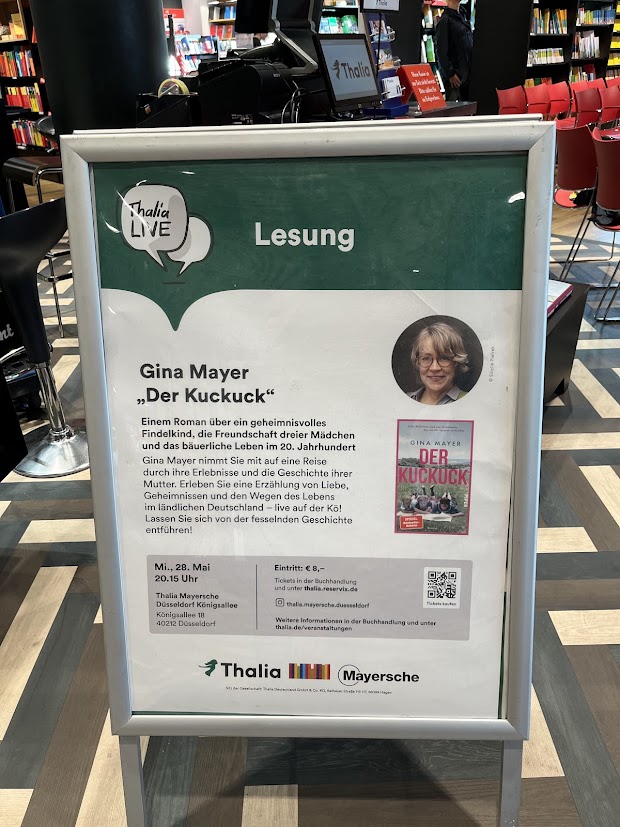 Thalia
Thalia
Thalia
LIVE
Lesung
Gina Mayer
„Der Kuckuck“
© Sibylle Pietrek
Einem Roman über ein geheimnisvolles
Findelkind, die Freundschaft dreier Mädchen
und das bäuerliche Leben im 20. Jahrhundert
Gina Mayer nimmt Sie mit auf eine Reise
durch ihre Erlebnisse und die Geschichte ihrer
Mutter. Erleben Sie eine Erzählung von Liebe,
Geheimnissen und den Wegen des Lebens
im ländlichen Deutschland – live auf der Kö!
Lassen Sie sich von der fesselnden Geschichte
entführen!
GINA MAYER
DER
KUCKUCK
SPIEGEL
Mi., 28. Mai
20.15 Uhr
Thalia Mayersche
Düsseldorf Königsallee
Königsallee 18
40212 Düsseldorf
Eintritt: € 8,–
Tickets in der Buchhandlung
und unter thalia.reservix.de
thalia.mayersche.duesseldorf
Weitere Informationen in der Buchhandlung und unter
thalia.de/veranstaltungen
Tickets kaufen
Thalia
Mayersche